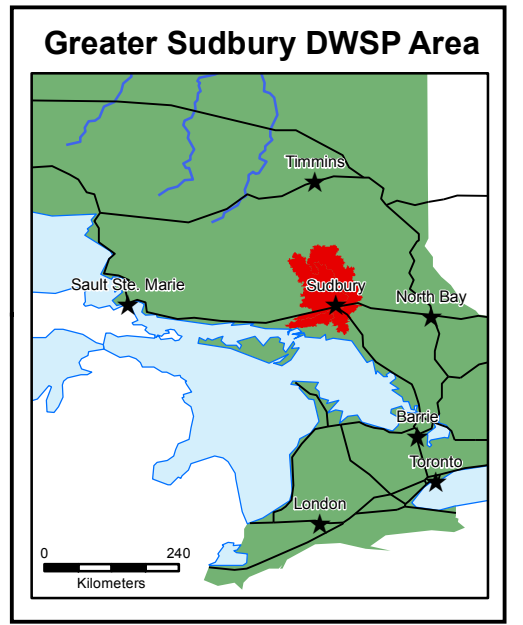 Greater Sudbury DWSP Area
Timmins
Sault Ste. Marie
Sudbury
North Bay
Barrie
Toronto
London
0 240
Kilometers